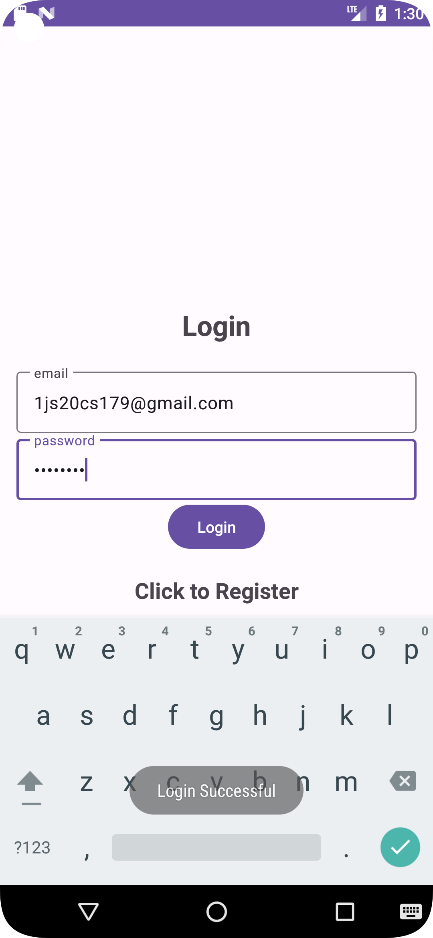 LTE 1:30
Login
email
1js20cs179@gmail.com
password
••••••••
Login
Click to Register
1 2 3 4 5 6 7 8 9 0
q w e r t y u i o p
a s d f g h j k l
z x c v b n m
Login Successful
?123 , .